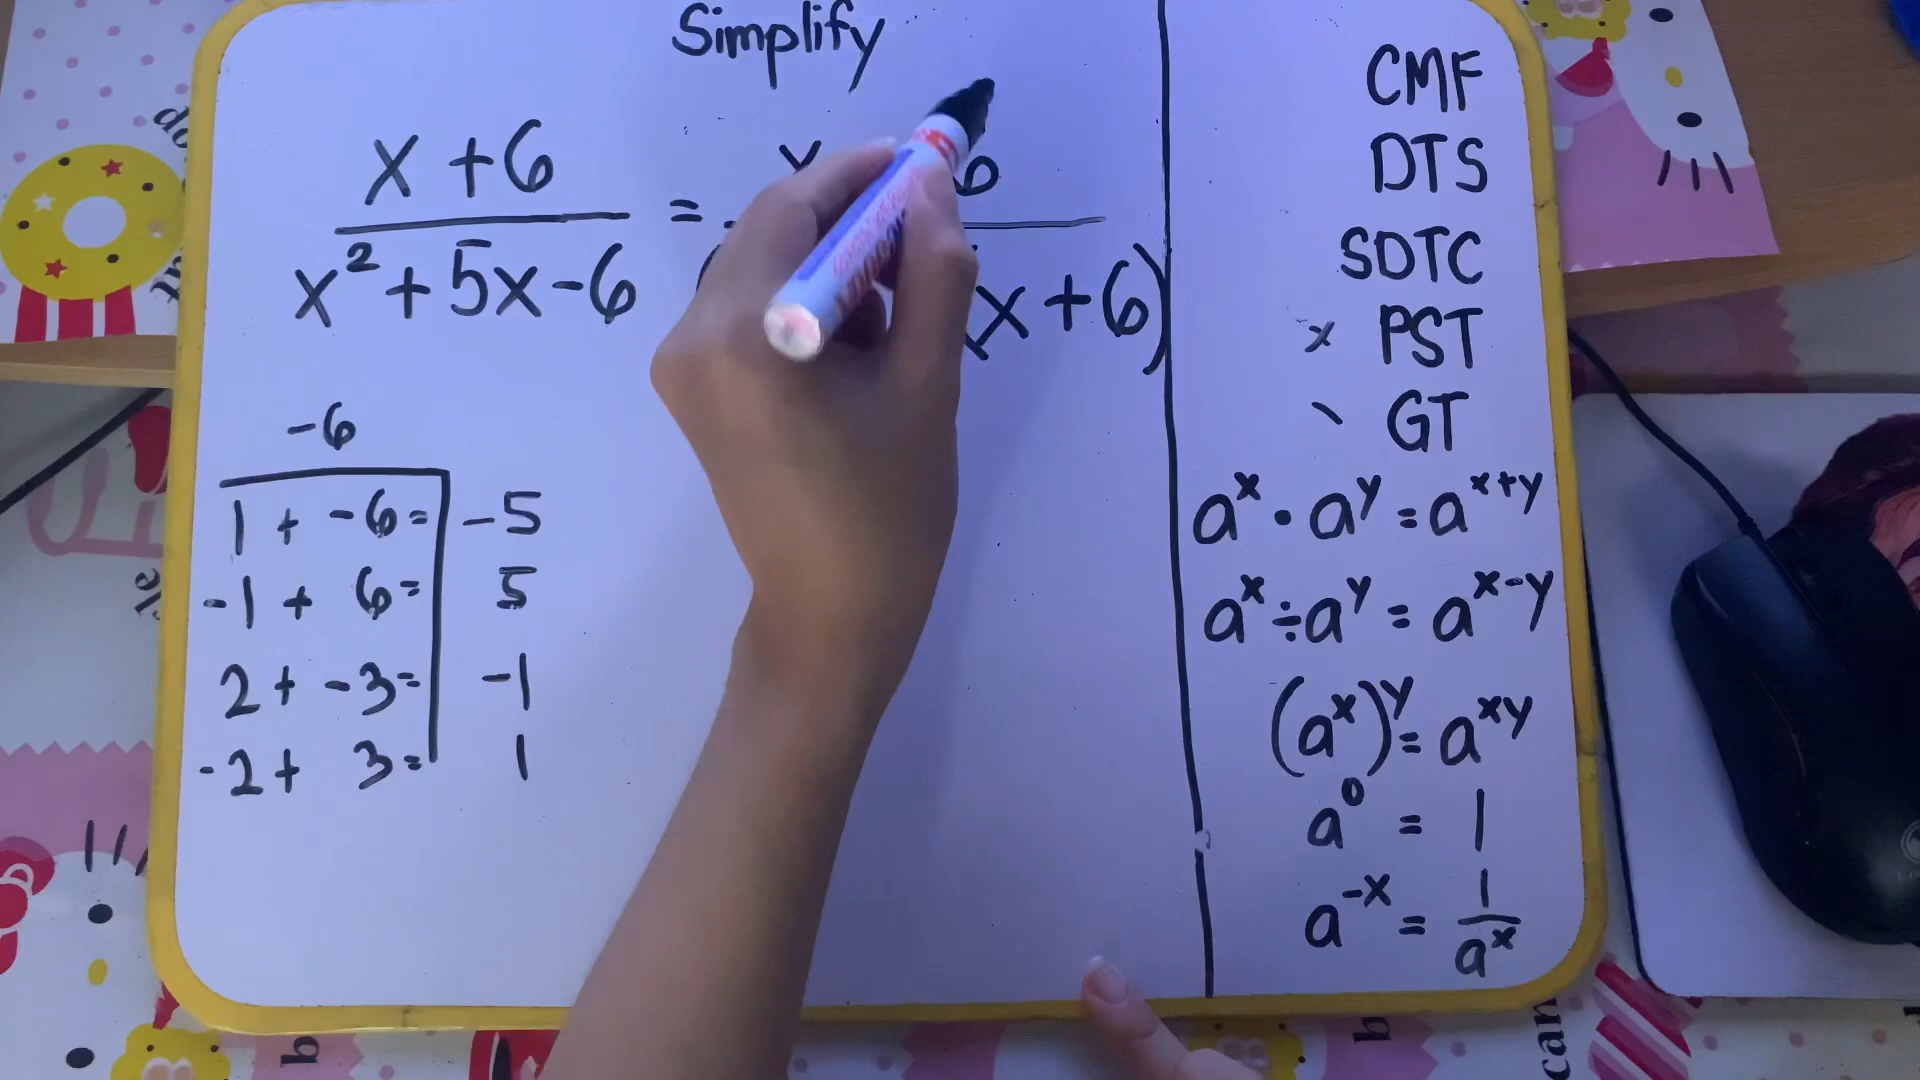 Simplify
x + 6
x² + 5x - 6
=
x 6
(x + 6)
-6
1 + -6 = -5
-1 + 6 = 5
2 + -3 = -1
-2 + 3 = 1
CMF
DTS
SDTC
x PST
\ GT
aˣ · aʸ = aˣ⁺ʸ
aˣ ÷ aʸ = aˣ⁻ʸ
(aˣ)ʸ = aˣʸ
a⁰ = 1
a⁻ˣ = 1/aˣ